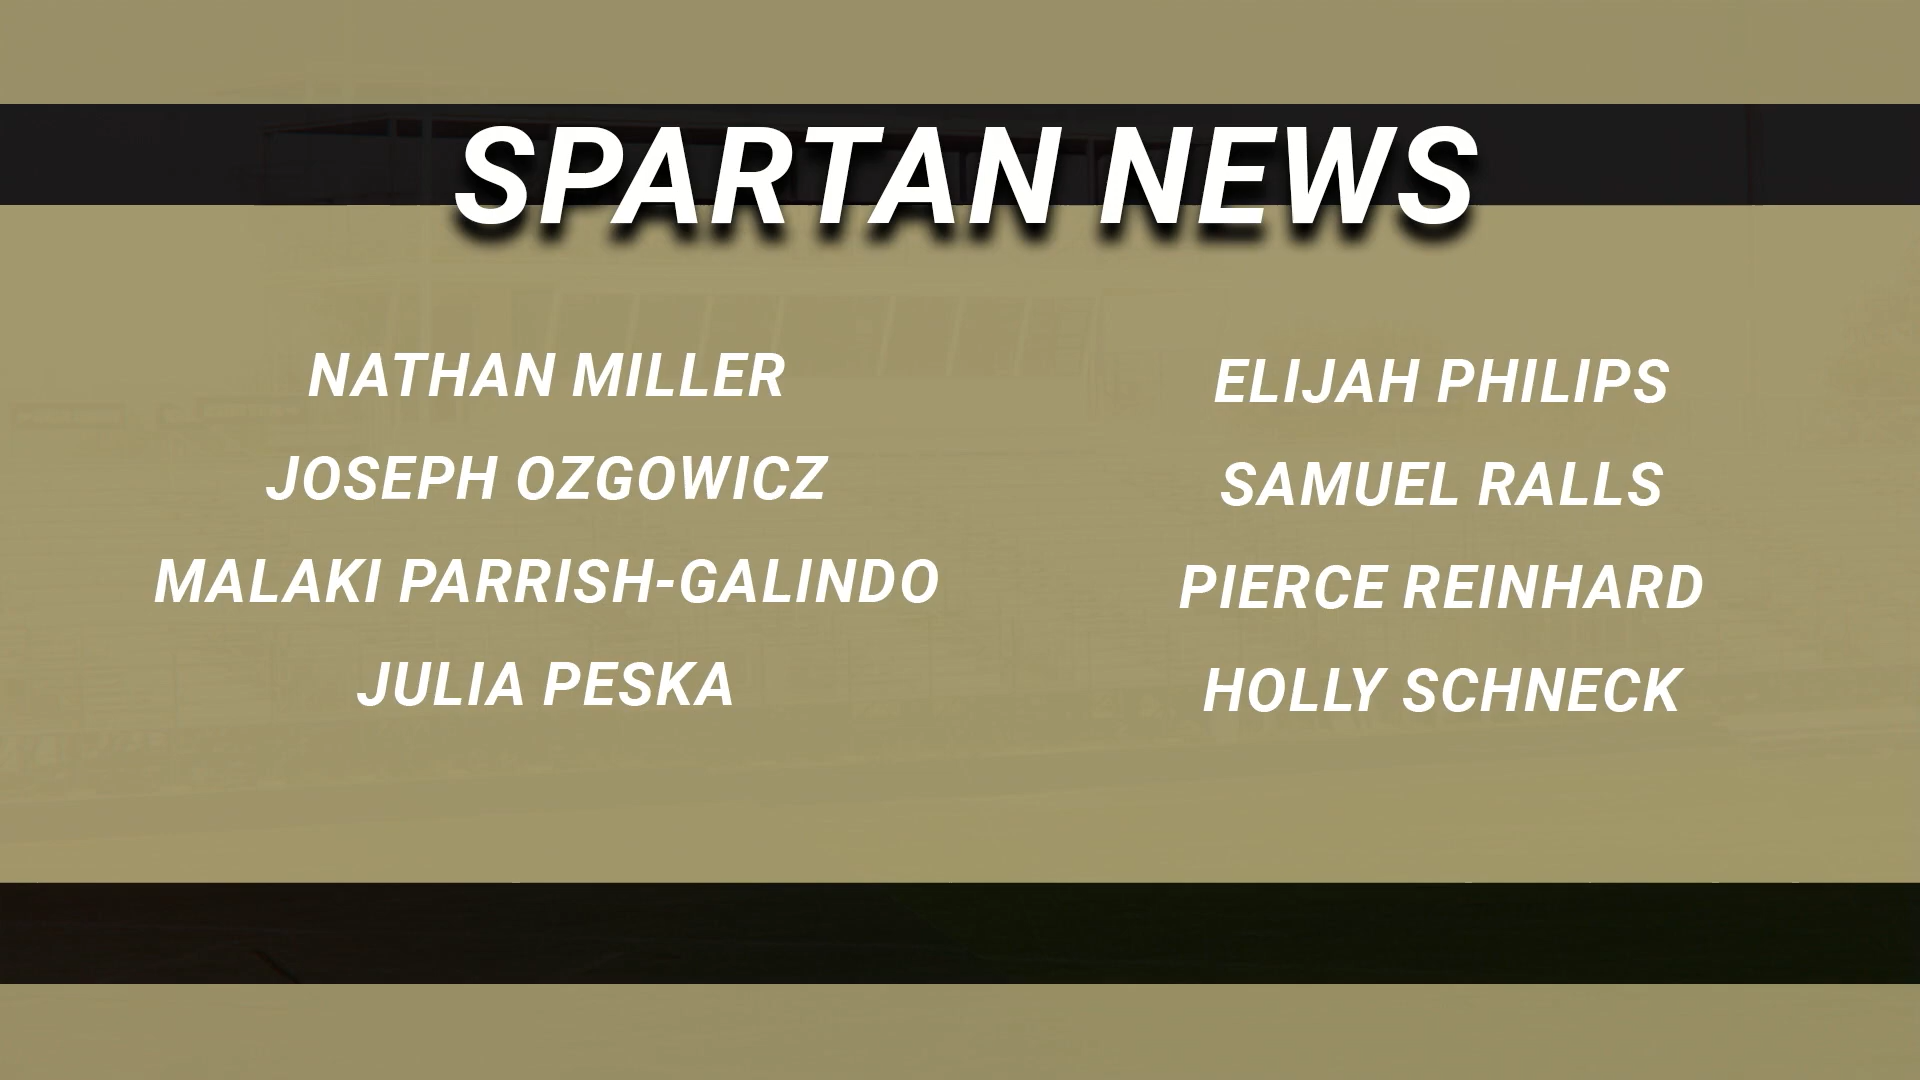 SPARTAN NEWS
NATHAN MILLER
JOSEPH OZGOWICZ
MALAKI PARRISH-GALINDO
JULIA PESKA
ELIJAH PHILIPS
SAMUEL RALLS
PIERCE REINHARD
HOLLY SCHNECK